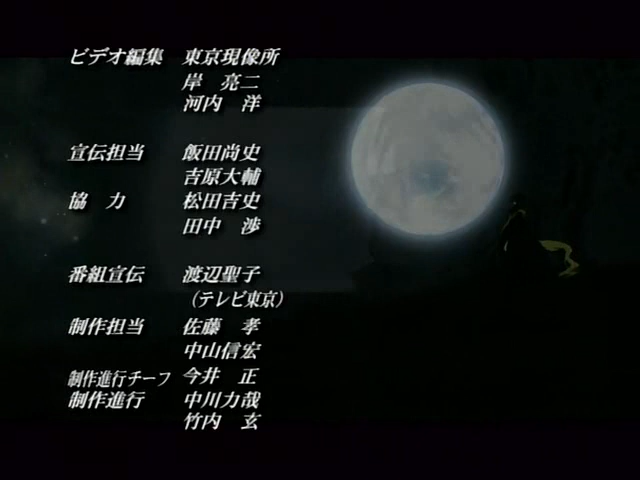 ビデオ編集 東京現像所
岸 亮二
河内 洋
宣伝担当 飯田尚史
吉原大輔
協 力 松田吉史
田中 渉
番組宣伝 渡辺聖子
(テレビ東京)
制作担当 佐藤 孝
中山信宏
制作進行チーフ 今井 正
制作進行 中川力哉
竹内 玄